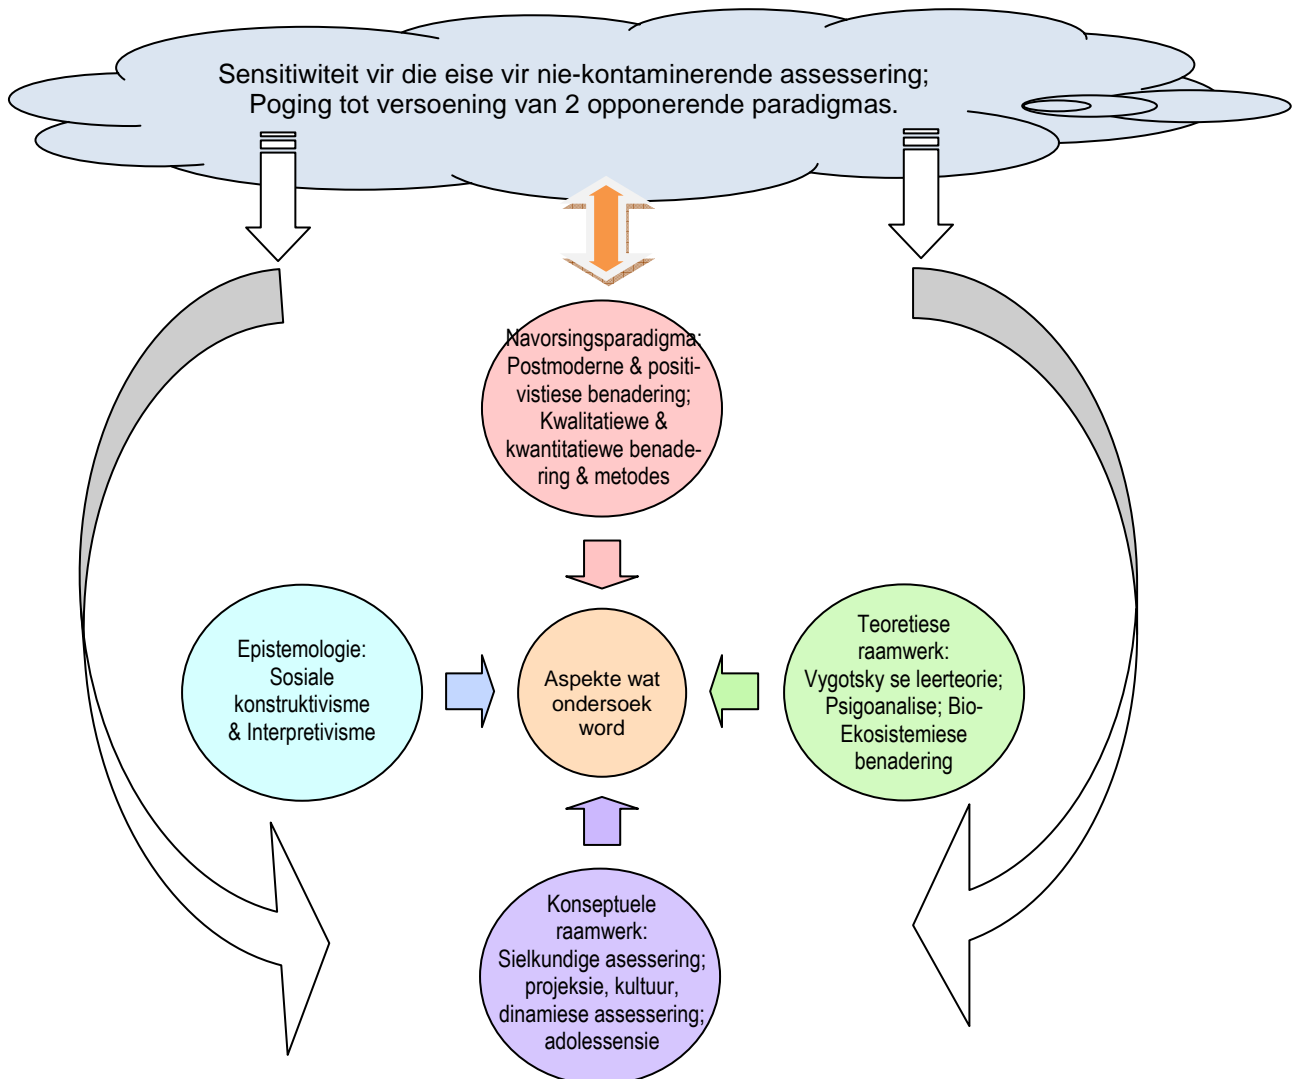 Sensitiwiteit vir die eise vir nie-kontaminerende assessering;
Poging tot versoening van 2 opponerende paradigmas.
Navorsingsparadigma:
Postmoderne & positi-
vistiese benadering;
Kwalitatiewe &
kwantitatiewe benade-
ring & metodes
Epistemologie:
Sosiale
konstruktivisme
& Interpretivisme
Aspekte wat
ondersoek
word
Teoretiese
raamwerk:
Vygotsky se leerteorie;
Psigoanalise; Bio-
Ekosistemiese
benadering
Konseptuele
raamwerk:
Sielkundige asessering;
projeksie, kultuur,
dinamiese assessering;
adolessensie